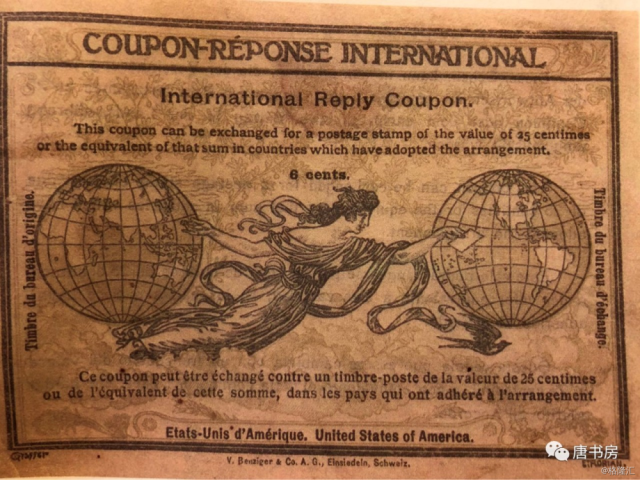 COUPON-RÉPONSE INTERNATIONAL
International Reply Coupon.
This coupon can be exchanged for a postage stamp of the value of 25 centimes
or the equivalent of that sum in countries which have adopted the arrangement.
6 cents.
Timbre du bureau d'origine.
Timbre du bureau d'échange.
Ce coupon peut être échangé contre un timbre-poste de la valeur de 25 centimes
ou de l'équivalent de cette somme, dans les pays qui ont adhéré à l'arrangement.
Etats-Unis d'Amérique. United States of America.
V. Benziger & Co. A. G., Einsiedeln, Schweiz.
唐书房